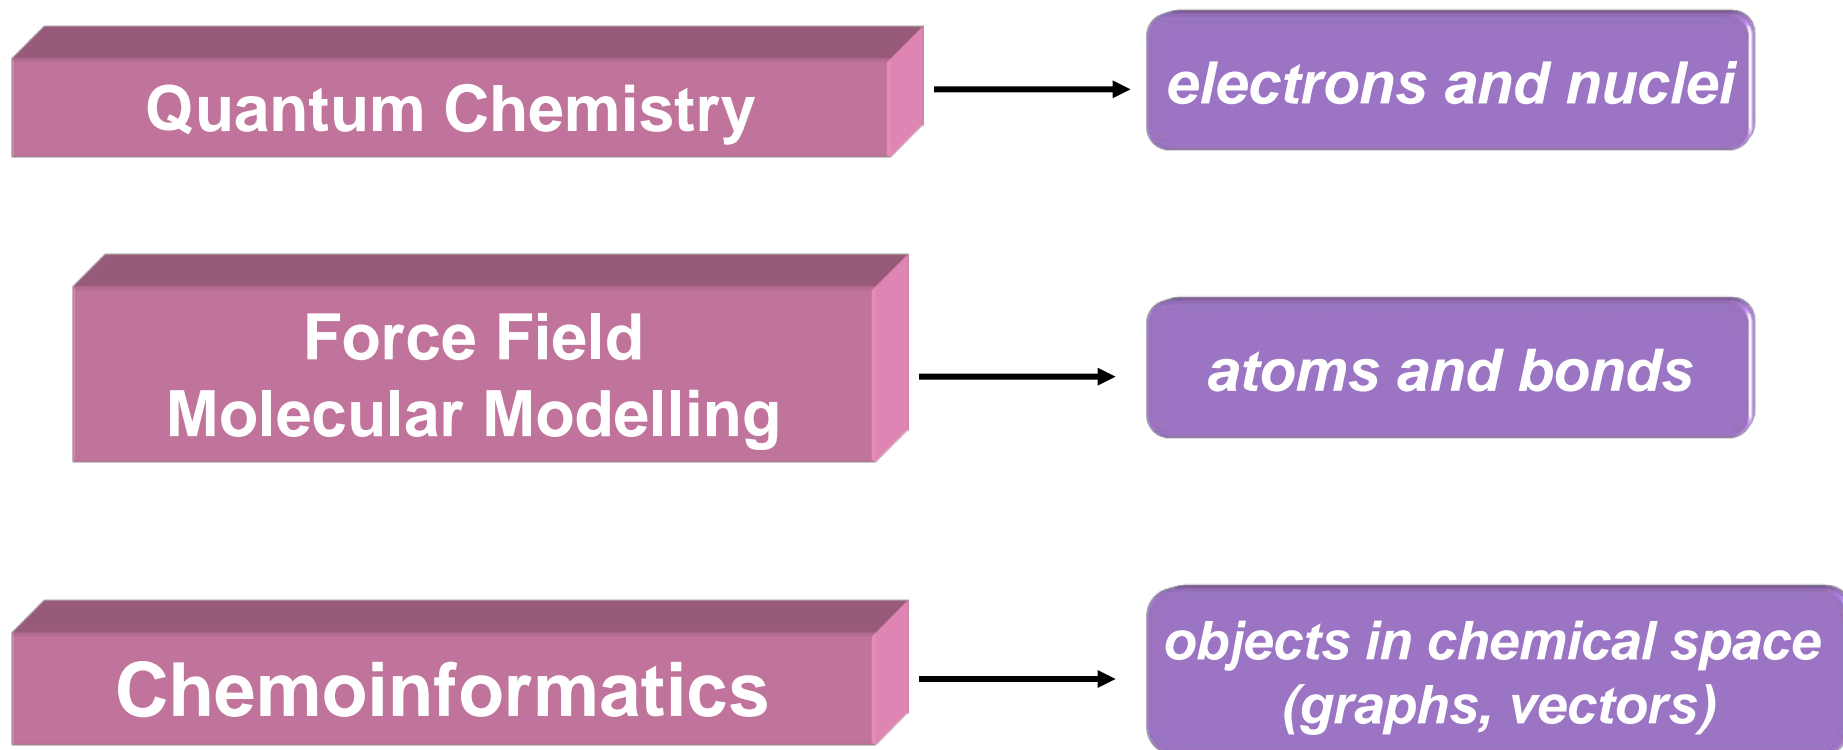 Quantum Chemistry
electrons and nuclei
Force Field
Molecular Modelling
atoms and bonds
Chemoinformatics
objects in chemical space
(graphs, vectors)